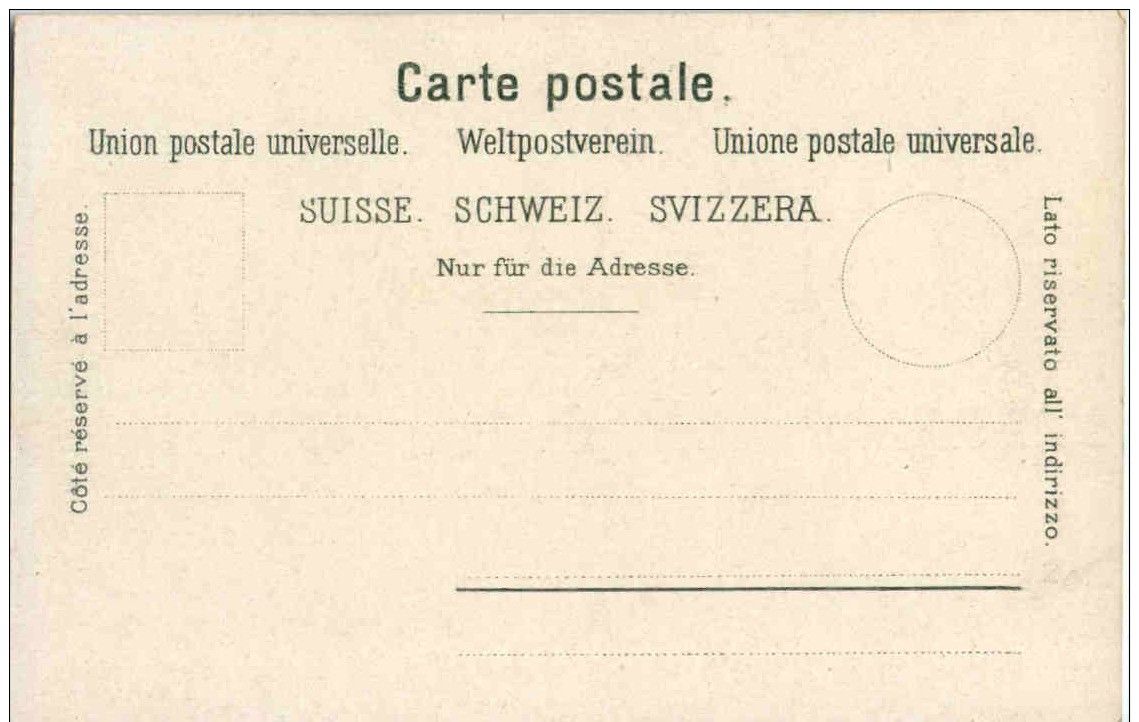 Carte postale.
Union postale universelle. Weltpostverein. Unione postale universale.
SUISSE. SCHWEIZ. SVIZZERA.
Nur für die Adresse.
Côté réservé à l'adresse.
Lato riservato all' indirizzo.